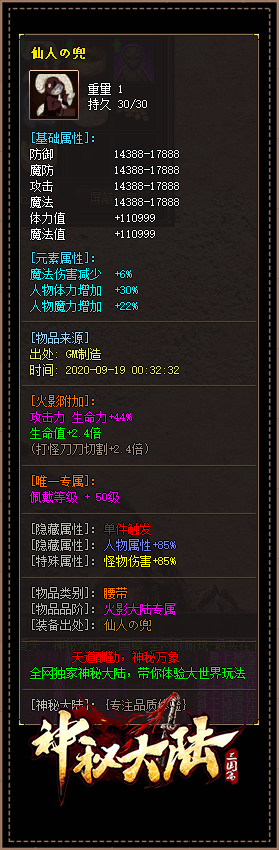 仙人の兜
重量 1
持久 30/30
[基础属性]:
防御 14388-17888
魔防 14388-17888
攻击 14388-17888
魔法 14388-17888
体力值 +110999
魔法值 +110999
[元素属性]:
魔法伤害减少 +6%
人物体力增加 +30%
人物魔力增加 +22%
[物品来源]
出处: GM制造
时间: 2020-09-19 00:32:32
[火影附加]:
攻击力 生命力+44%
生命值+2.4倍
(打怪刀刀切割+2.4倍)
[唯一专属]:
佩戴等级 + 50级
[隐藏属性]: 单件触发
[隐藏属性]: 人物属性+85%
[特殊属性]: 怪物伤害+85%
[物品类别]: 腰带
[物品品阶]: 火影大陆专属
[装备出处]: 仙人の兜
天道酬勤，神秘万象
全网独家神秘大陆，带你体验大世界玩法
[神秘大陆]: {专注品质
神秘大陆
三国篇